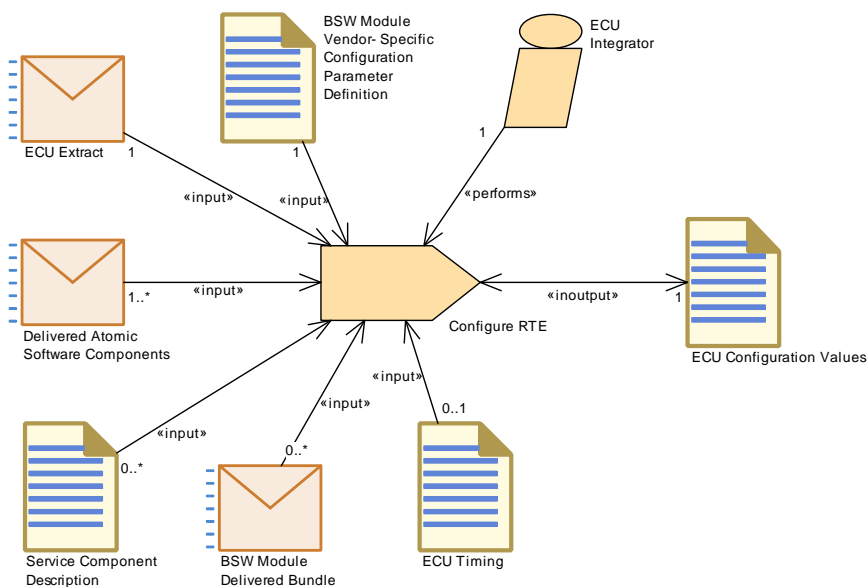 BSW Module
Vendor- Specific
Configuration
Parameter
Definition
ECU
Integrator
ECU Extract
1
1
1
«input»
«input»
«performs»
1..*
«input»
«inoutput»
1
Delivered Atomic
Software Components
Configure RTE
ECU Configuration Values
«input»
«input»
«input»
0..1
0..*
0..*
Service Component
Description
BSW Module
Delivered Bundle
ECU Timing